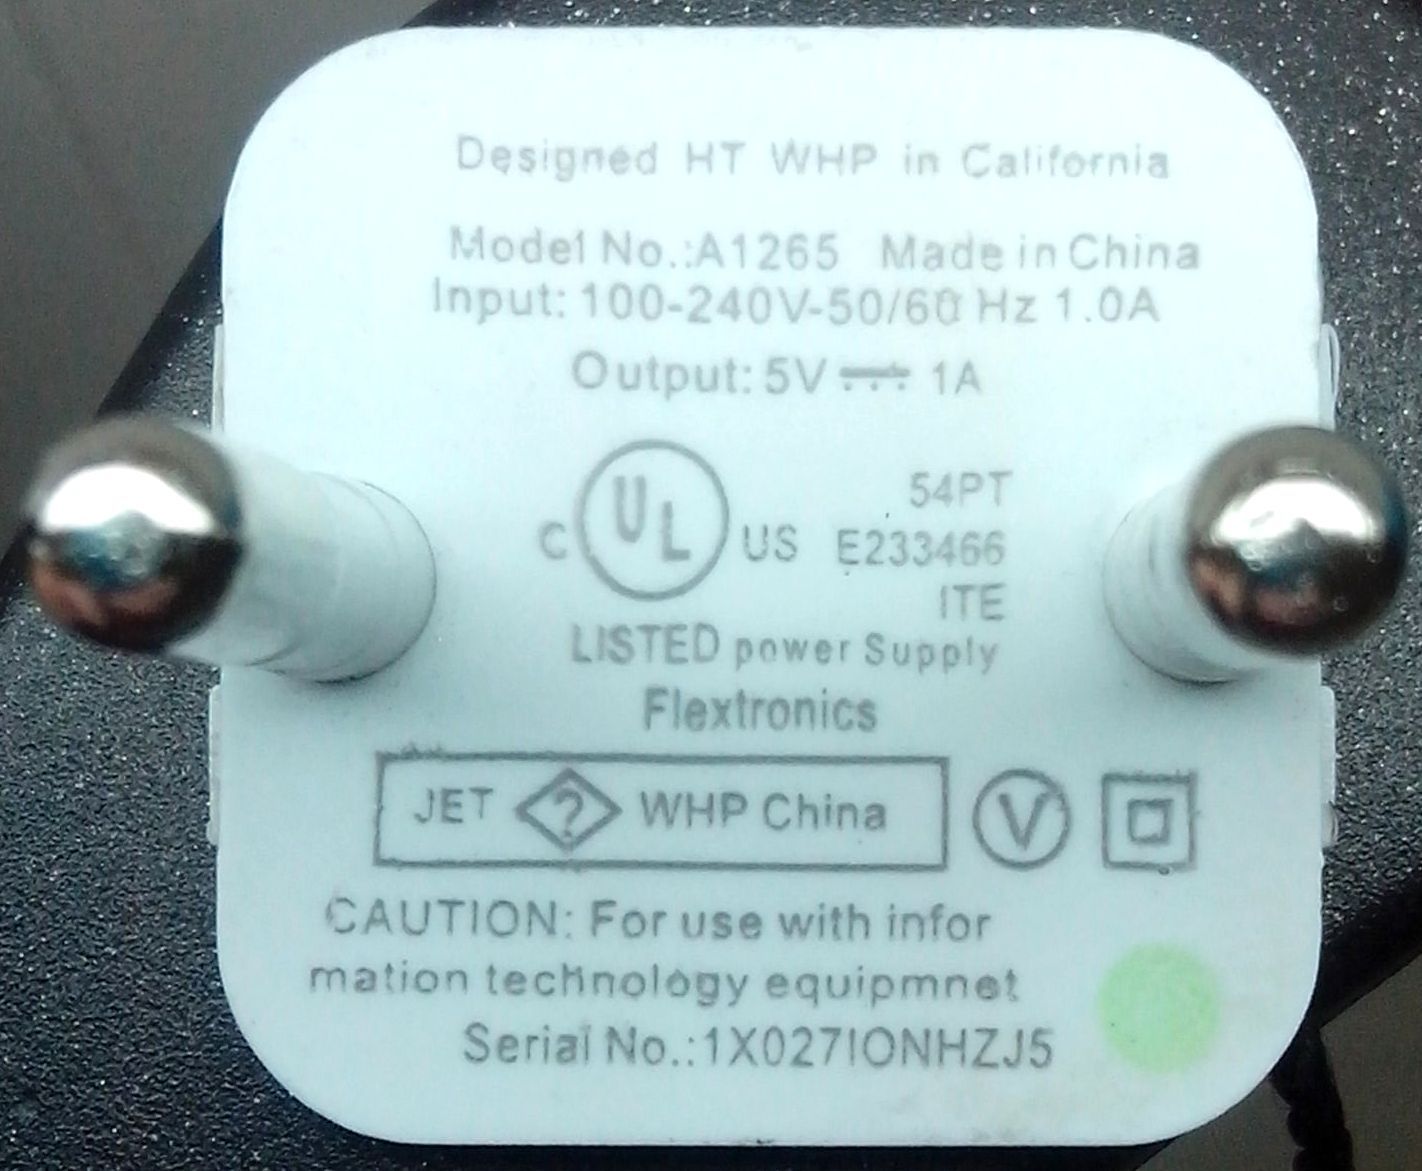 Designed HT WHP in California
Model No.:A1265 Made in China
Input: 100-240V-50/60 Hz 1.0A
Output: 5V 1A
54PT
C UL US E233466
ITE
LISTED power Supply
Flextronics
JET ? WHP China V
CAUTION: For use with infor
mation technology equipmnet
Serial No.:1X027IONHZJ5